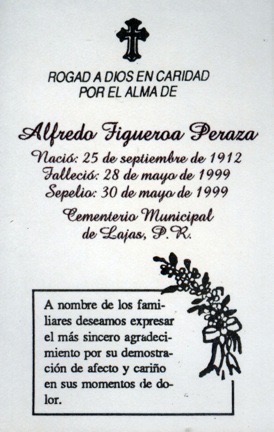 ROGAD A DIOS EN CARIDAD
POR EL ALMA DE
Alfredo Figueroa Peraza
Nació: 25 de septiembre de 1912
Falleció: 28 de mayo de 1999
Sepelio: 30 de mayo de 1999
Cementerio Municipal
de Lajas, P.R.
A nombre de los fami-
liares deseamos expresar
el más sincero agradeci-
miento por su demostra-
ción de afecto y cariño
en sus momentos de do-
lor.